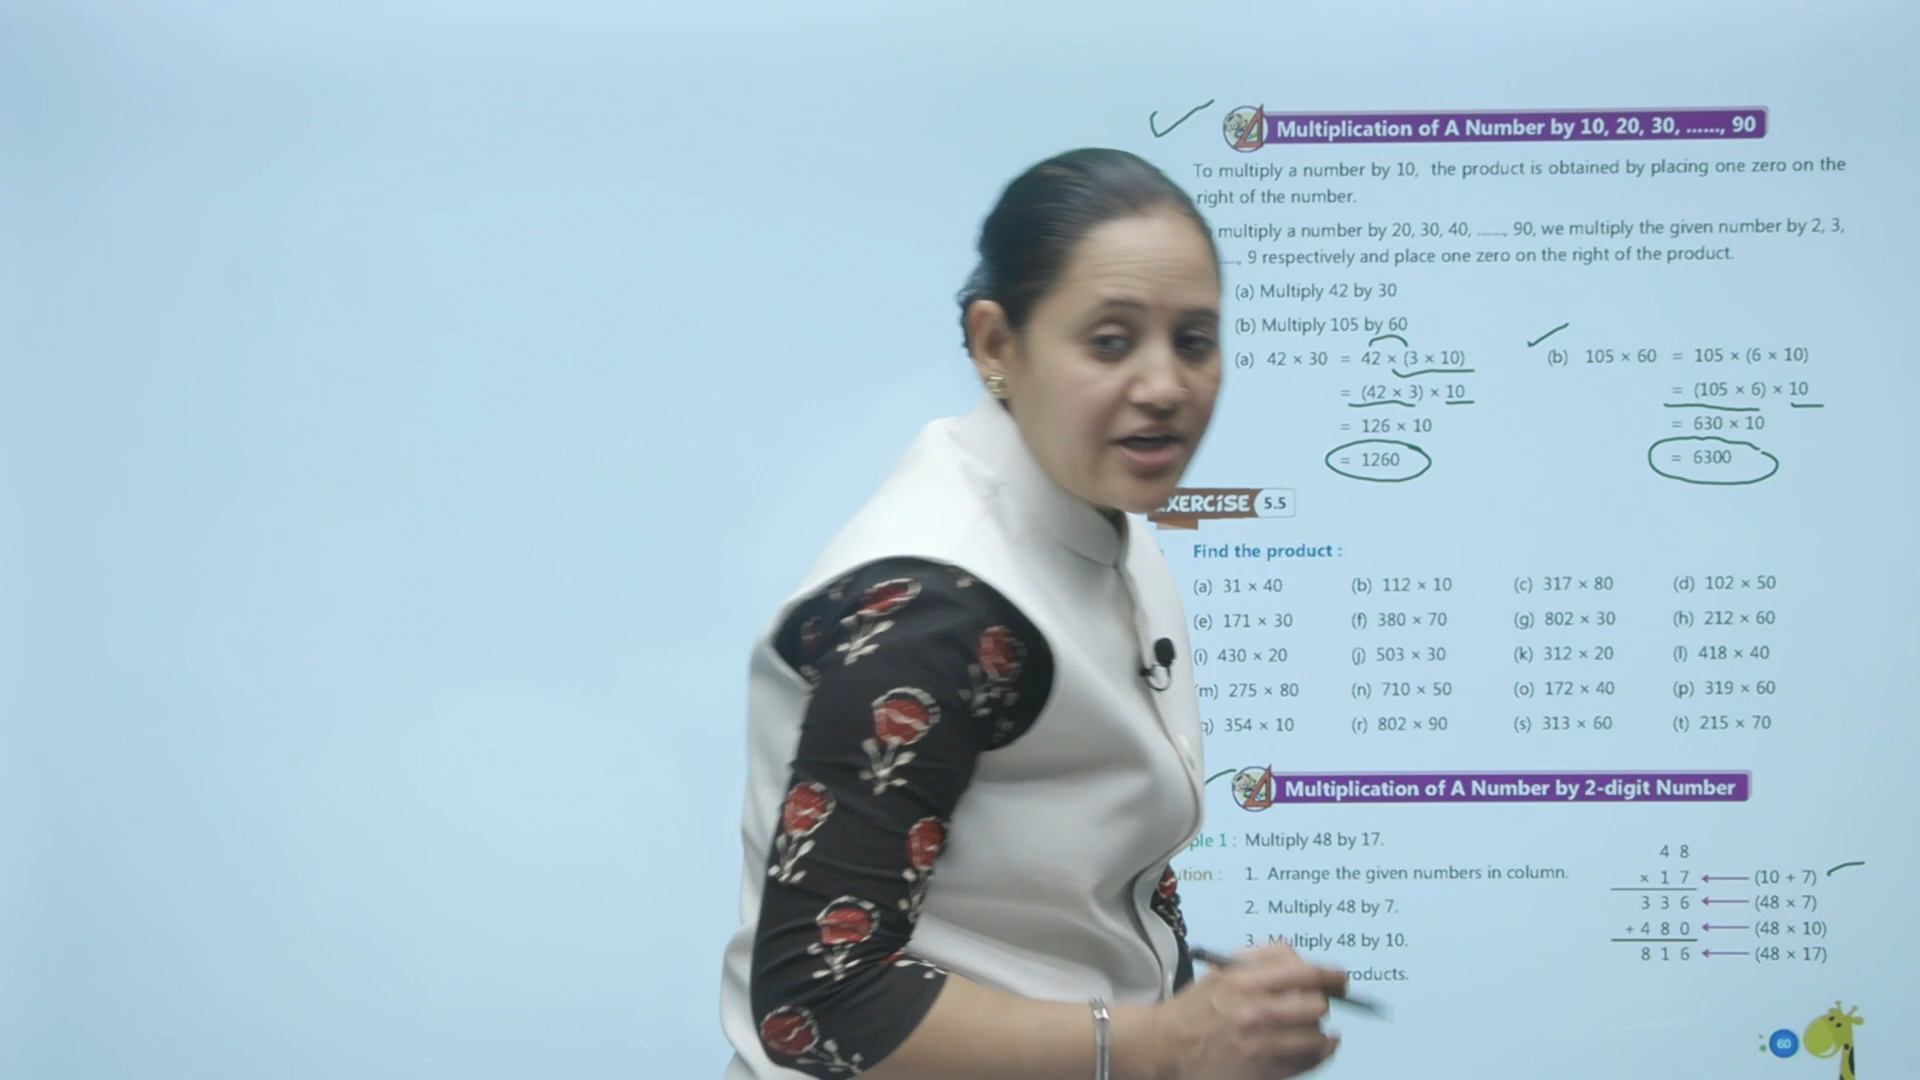 Multiplication of A Number by 10, 20, 30, ......, 90
To multiply a number by 10, the product is obtained by placing one zero on the
right of the number.
multiply a number by 20, 30, 40, ......, 90, we multiply the given number by 2, 3,
....., 9 respectively and place one zero on the right of the product.
(a) Multiply 42 by 30
(b) Multiply 105 by 60
(a) 42 × 30 = 42 × (3 × 10)
= (42 × 3) × 10
= 126 × 10
= 1260
(b) 105 × 60 = 105 × (6 × 10)
= (105 × 6) × 10
= 630 × 10
= 6300
XERCISE 5.5
Find the product :
(a) 31 × 40 (b) 112 × 10 (c) 317 × 80 (d) 102 × 50
(e) 171 × 30 (f) 380 × 70 (g) 802 × 30 (h) 212 × 60
(i) 430 × 20 (j) 503 × 30 (k) 312 × 20 (l) 418 × 40
m) 275 × 80 (n) 710 × 50 (o) 172 × 40 (p) 319 × 60
) 354 × 10 (r) 802 × 90 (s) 313 × 60 (t) 215 × 70
Multiplication of A Number by 2-digit Number
ple 1 : Multiply 48 by 17.
ution : 1. Arrange the given numbers in column.
2. Multiply 48 by 7.
3. Multiply 48 by 10.
roducts.
4 8
× 1 7 (10 + 7)
3 3 6 (48 × 7)
+ 4 8 0 (48 × 10)
8 1 6 (48 × 17)
60